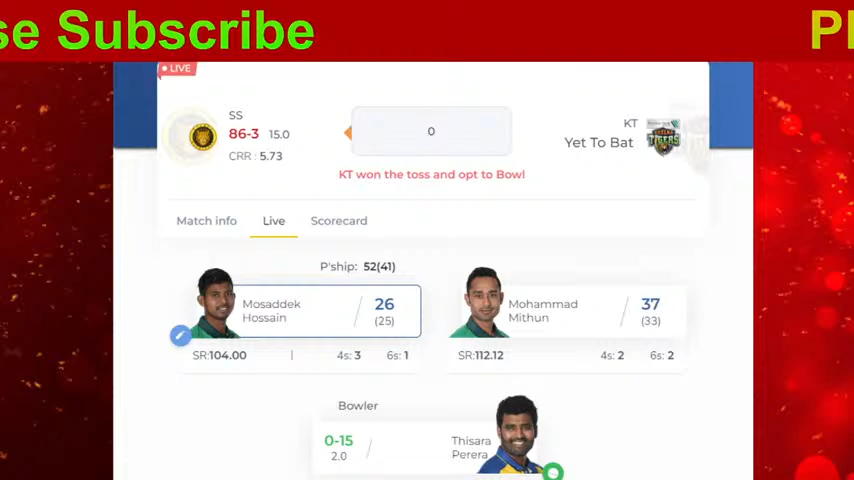 se Subscribe
Pl
LIVE
SS
86-3 15.0
CRR : 5.73
0
KT
Yet To Bat
TIGERS
KT won the toss and opt to Bowl
Match info Live Scorecard
P'ship: 52(41)
Mosaddek
Hossain
26
(25)
SR:104.00 | 4s: 3 6s: 1
Mohammad
Mithun
37
(33)
SR:112.12 4s: 2 6s: 2
Bowler
0-15
2.0
Thisara
Perera